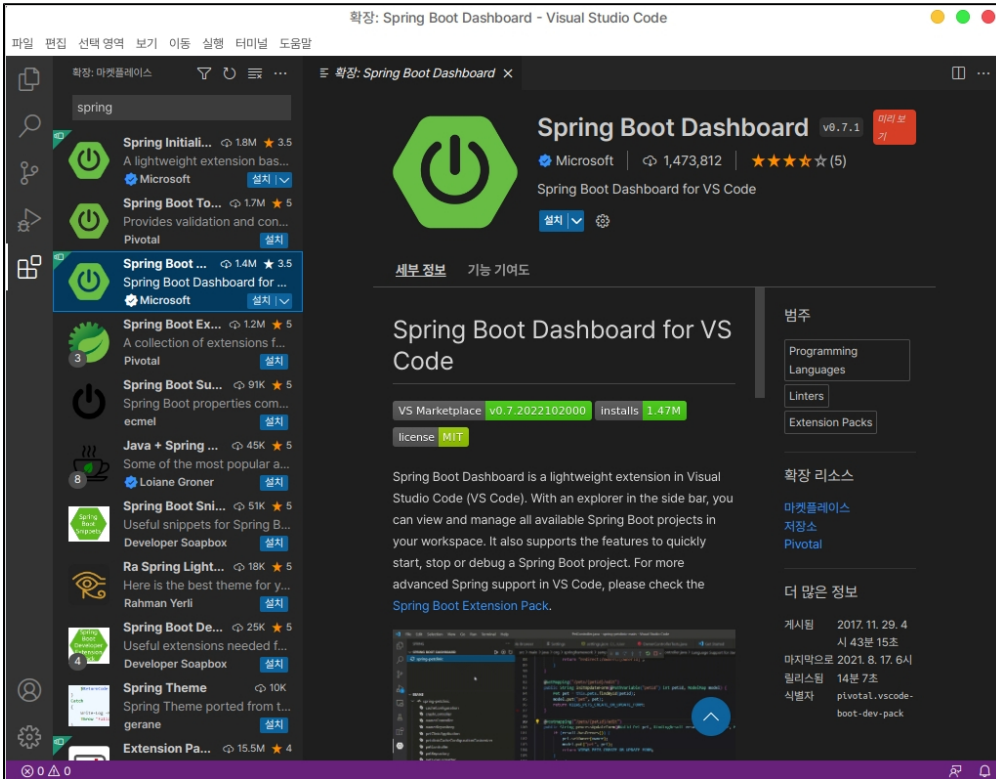 확장: Spring Boot Dashboard - Visual Studio Code
파일 편집 선택 영역 보기 이동 실행 터미널 도움말
확장: 마켓플레이스
spring
Spring Initiali... 1.8M ★ 3.5
A lightweight extension bas...
Microsoft 설치
Spring Boot To... 1.7M ★ 5
Provides validation and con...
Pivotal 설치
Spring Boot ... 1.4M ★ 3.5
Spring Boot Dashboard for ...
Microsoft 설치
3
Spring Boot Ex... 1.2M ★ 5
A collection of extensions f...
Pivotal 설치
Spring Boot Su... 91K ★ 5
Spring Boot properties com...
ecmel 설치
8
Java + Spring ... 45K ★ 5
Some of the most popular a...
Loiane Groner 설치
Spring Boot Snippets
Spring Boot Sni... 51K ★ 5
Useful snippets for Spring B...
Developer Soapbox 설치
Ra Spring Light... 18K ★ 5
Here is the best theme for y...
Rahman Yerli 설치
Spring Boot Developer Extension
4
Spring Boot De... 25K ★ 5
Useful extensions needed f...
Developer Soapbox 설치
Spring Theme 10K
Spring Theme ported from t...
gerane 설치
Extension Pa... 15.5M ★ 4
0 0
확장: Spring Boot Dashboard ×
Spring Boot Dashboard v0.7.1 미리 보기
Microsoft | 1,473,812 | (5)
Spring Boot Dashboard for VS Code
설치
세부 정보 기능 기여도
Spring Boot Dashboard for VS
Code
VS Marketplace v0.7.2022102000 installs 1.47M
license MIT
Spring Boot Dashboard is a lightweight extension in Visual
Studio Code (VS Code). With an explorer in the side bar, you
can view and manage all available Spring Boot projects in
your workspace. It also supports the features to quickly
start, stop or debug a Spring Boot project. For more
advanced Spring support in VS Code, please check the
Spring Boot Extension Pack.
범주
Programming
Languages
Linters
Extension Packs
확장 리소스
마켓플레이스
저장소
Pivotal
더 많은 정보
게시됨 2017. 11. 29. 4
시 43분 15초
마지막으로 2021. 8. 17. 6시
릴리스됨 14분 7초
식별자 pivotal.vscode-
boot-dev-pack